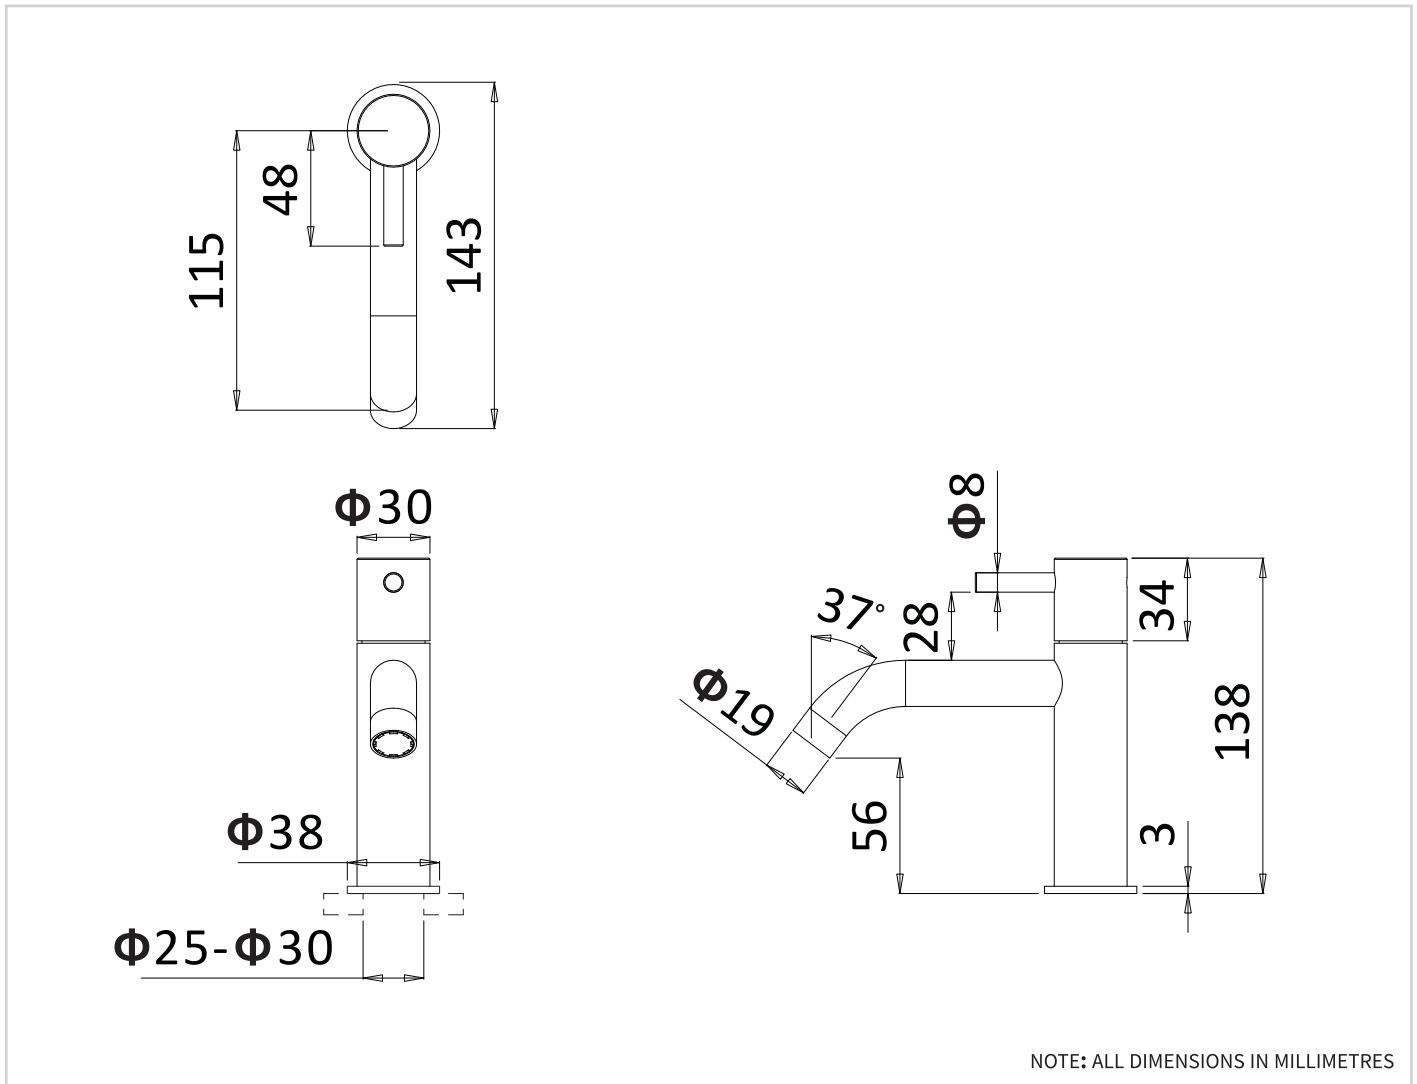 48
115
143
Φ30
Φ8
37°
28
34
Φ19
138
Φ38
56
3
Φ25-Φ30
NOTE: ALL DIMENSIONS IN MILLIMETRES